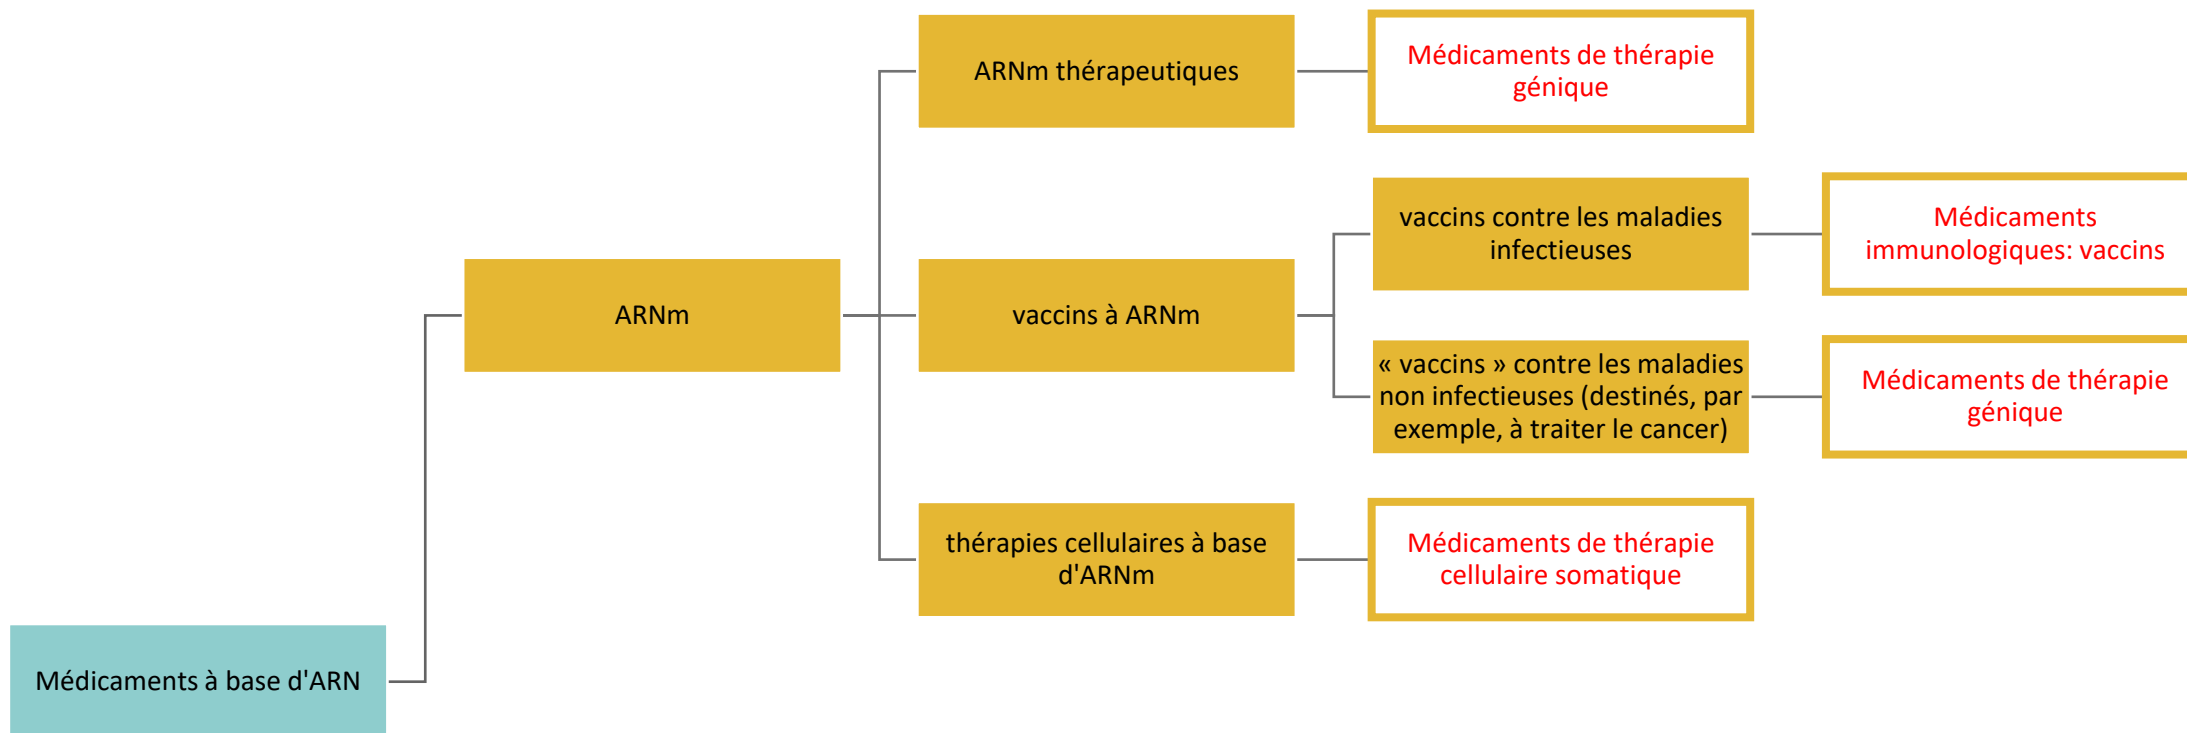 ARNm thérapeutiques
Médicaments de thérapie
génique
vaccins contre les maladies
infectieuses
Médicaments
immunologiques: vaccins
ARNm
vaccins à ARNm
« vaccins » contre les maladies
non infectieuses (destinés, par
exemple, à traiter le cancer)
Médicaments de thérapie
génique
thérapies cellulaires à base
d'ARNm
Médicaments de thérapie
cellulaire somatique
Médicaments à base d'ARN